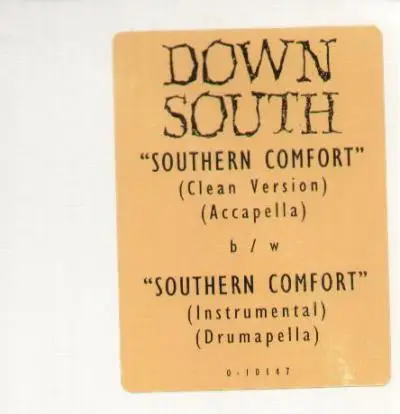 DOWN
SOUTH
“SOUTHERN COMFORT”
(Clean Version)
(Accapella)
b / w
“SOUTHERN COMFORT”
(Instrumental)
(Drumapella)
0-10147